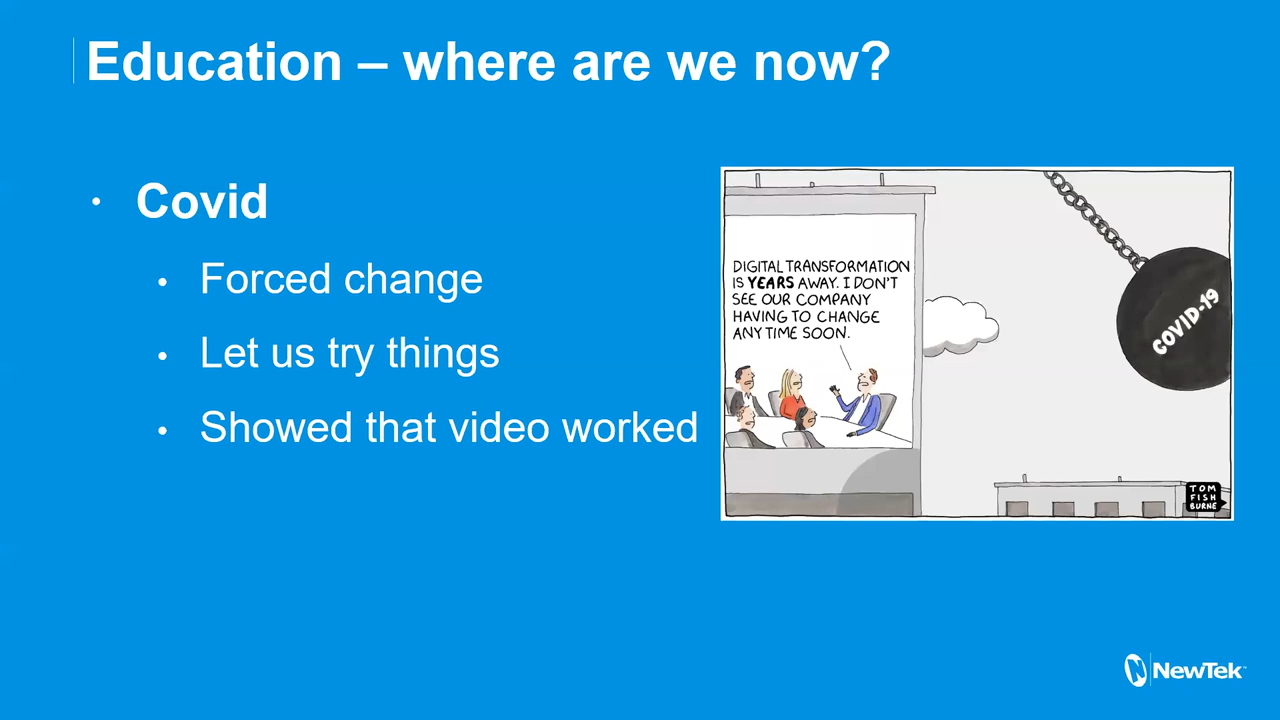 Education – where are we now?
• Covid
• Forced change
• Let us try things
• Showed that video worked
DIGITAL TRANSFORMATION
IS YEARS AWAY. I DON'T
SEE OUR COMPANY
HAVING TO CHANGE
ANY TIME SOON.
COVID-19
TOM
FISH
BURNE
NewTek™